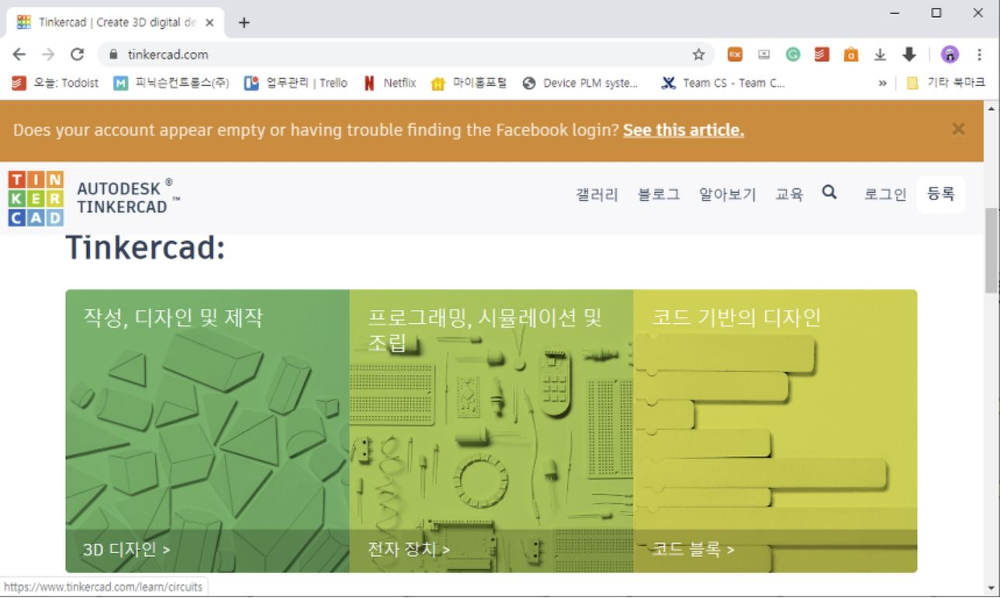 Tinkercad | Create 3D digital de
tinkercad.com
오늘: Todoist
피닉슨컨트롤스(주)
업무관리 | Trello
Netflix
마이홈포털
Device PLM syste...
Team CS - Team C...
»
기타 북마크
Does your account appear empty or having trouble finding the Facebook login? See this article.
TIN
KER
CAD
AUTODESK ®
TINKERCAD ™
갤러리
블로그
알아보기
교육
로그인
등록
Tinkercad:
작성, 디자인 및 제작
프로그래밍, 시뮬레이션 및
조립
코드 기반의 디자인
3D 디자인 >
전자 장치 >
코드 블록 >
https://www.tinkercad.com/learn/circuits